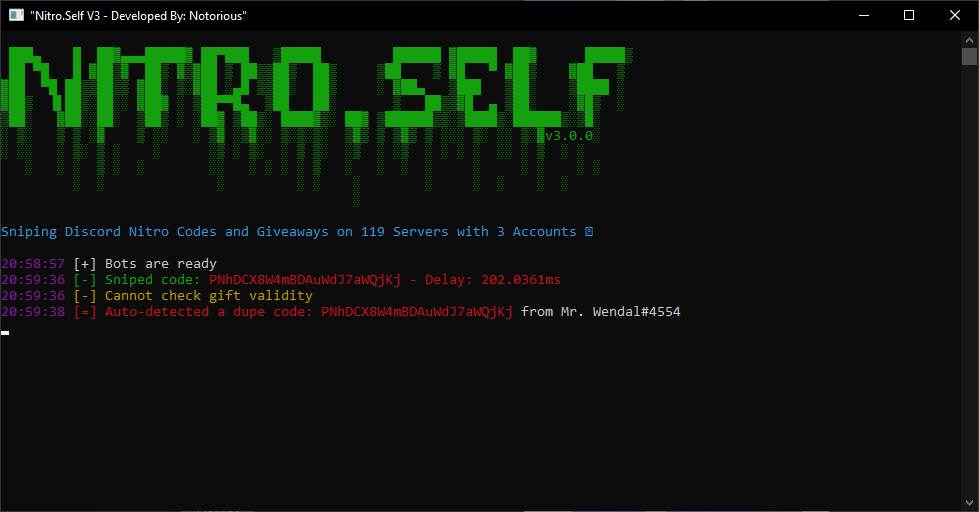 "Nitro.Self V3 - Developed By: Notorious"
NITRO.SELF
v3.0.0
Sniping Discord Nitro Codes and Giveaways on 119 Servers with 3 Accounts
20:58:57 [+] Bots are ready
20:59:36 [-] Sniped code: PNhDCX8W4mBDAuWdJ7aWQjKj - Delay: 202.0361ms
20:59:36 [-] Cannot check gift validity
20:59:38 [=] Auto-detected a dupe code: PNhDCX8W4mBDAuWdJ7aWQjKj from Mr. Wendal#4554